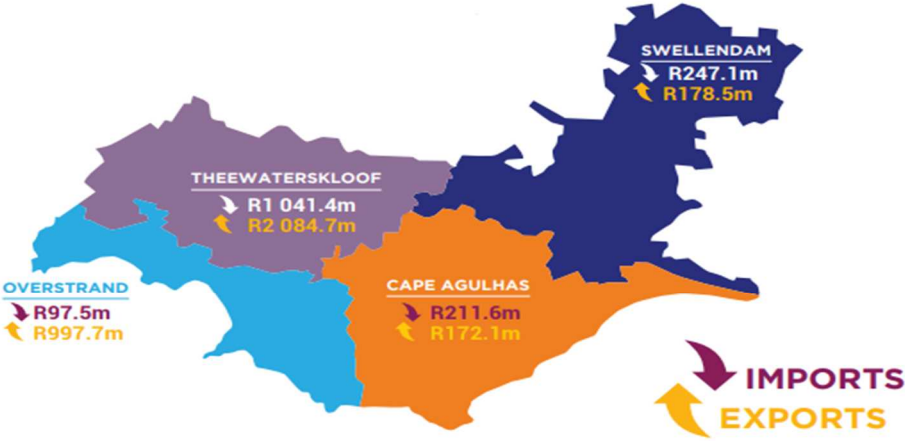 SWELLENDAM
R247.1m
R178.5m
THEEWATERSKLOOF
R1 041.4m
R2 084.7m
OVERSTRAND
R97.5m
R997.7m
CAPE AGULHAS
R211.6m
R172.1m
IMPORTS
EXPORTS